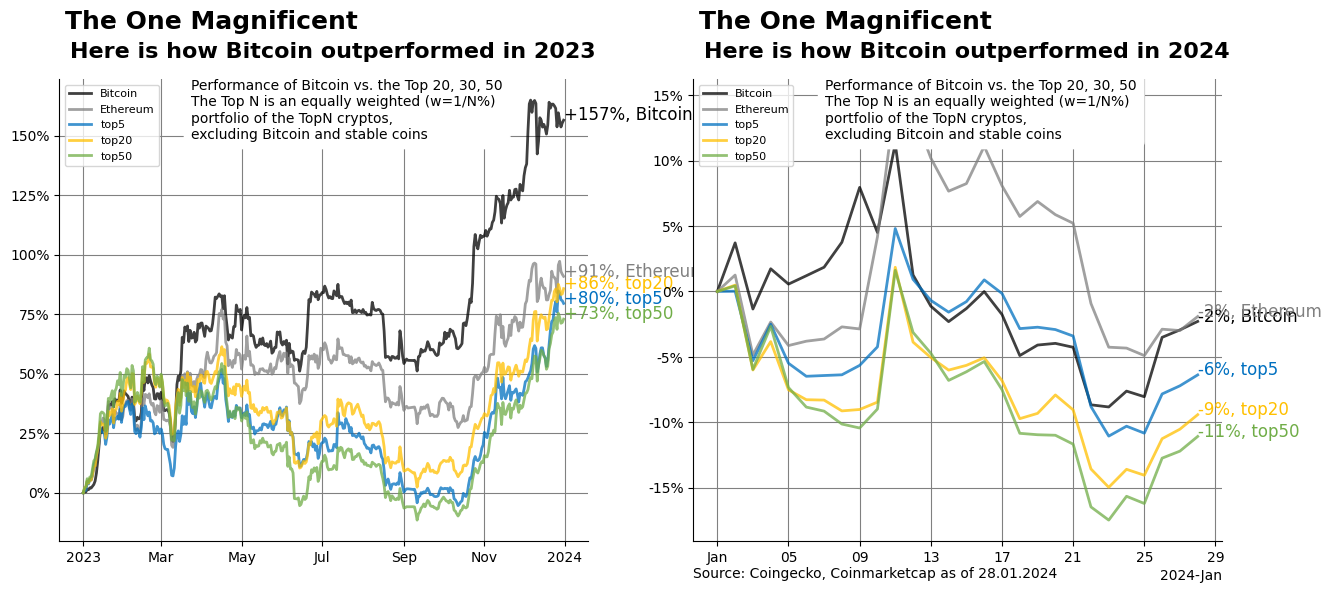 The One Magnificent
Here is how Bitcoin outperformed in 2023
Performance of Bitcoin vs. the Top 20, 30, 50
The Top N is an equally weighted (w=1/N%)
portfolio of the TopN cryptos,
excluding Bitcoin and stable coins
Bitcoin
Ethereum
top5
top20
top50
150%
125%
100%
75%
50%
25%
0%
+157%, Bitcoin
+91%, Ethereum
+86%, top20
+80%, top5
+73%, top50
2023
Mar
May
Jul
Sep
Nov
2024
The One Magnificent
Here is how Bitcoin outperformed in 2024
Performance of Bitcoin vs. the Top 20, 30, 50
The Top N is an equally weighted (w=1/N%)
portfolio of the TopN cryptos,
excluding Bitcoin and stable coins
Bitcoin
Ethereum
top5
top20
top50
15%
10%
5%
0%
-5%
-10%
-15%
-2%, Ethereum
-2%, Bitcoin
-6%, top5
-9%, top20
-11%, top50
Jan
05
09
13
17
21
25
29
2024-Jan
Source: Coingecko, Coinmarketcap as of 28.01.2024